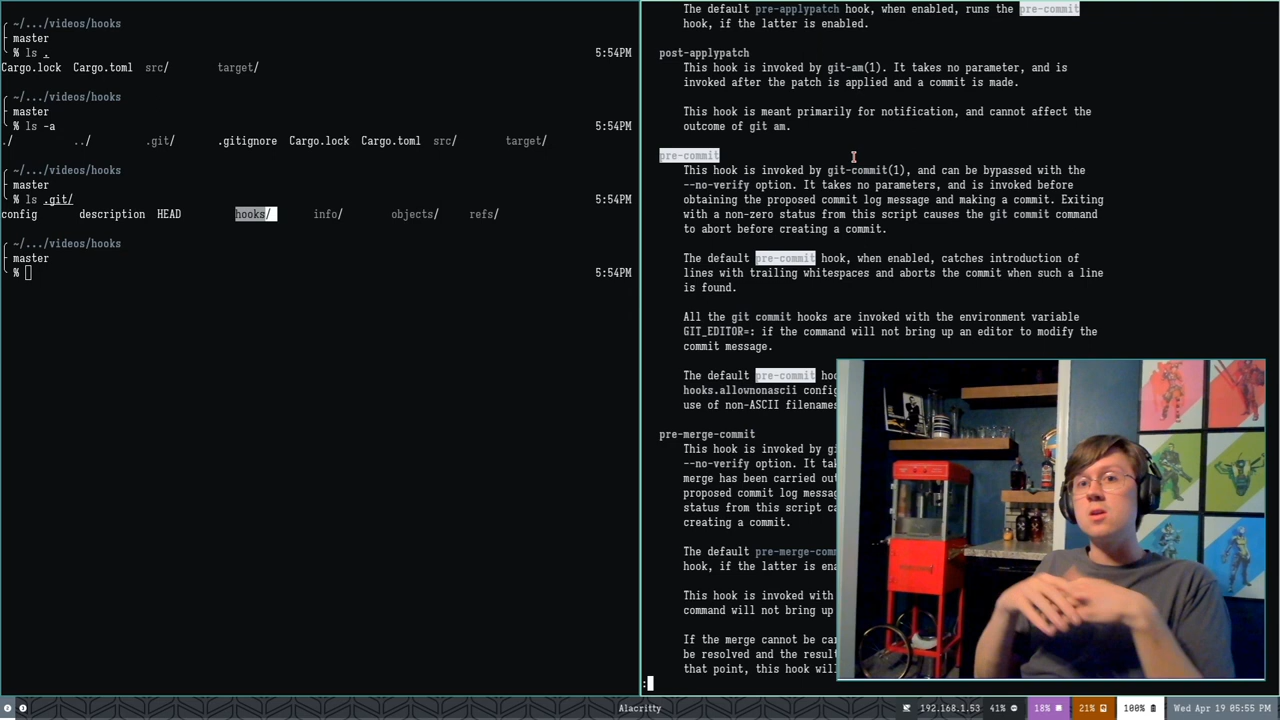 ~/.../videos/hooks
master
% ls .
5:54PM
Cargo.lock Cargo.toml src/ target/
~/.../videos/hooks
master
% ls -a
5:54PM
./ ../ .git/ .gitignore Cargo.lock Cargo.toml src/ target/
~/.../videos/hooks
master
% ls .git/
5:54PM
config description HEAD hooks/ info/ objects/ refs/
~/.../videos/hooks
master
%
5:54PM
The default pre-applypatch hook, when enabled, runs the pre-commit
hook, if the latter is enabled.
post-applypatch
This hook is invoked by git-am(1). It takes no parameter, and is
invoked after the patch is applied and a commit is made.
This hook is meant primarily for notification, and cannot affect the
outcome of git am.
pre-commit
This hook is invoked by git-commit(1), and can be bypassed with the
--no-verify option. It takes no parameters, and is invoked before
obtaining the proposed commit log message and making a commit. Exiting
with a non-zero status from this script causes the git commit command
to abort before creating a commit.
The default pre-commit hook, when enabled, catches introduction of
lines with trailing whitespaces and aborts the commit when such a line
is found.
All the git commit hooks are invoked with the environment variable
GIT_EDITOR=: if the command will not bring up an editor to modify the
commit message.
The default pre-commit hoo
hooks.allownonascii config
use of non-ASCII filenames
pre-merge-commit
This hook is invoked by gi
--no-verify option. It tak
merge has been carried out
proposed commit log messag
status from this script ca
creating a commit.
The default pre-merge-comm
hook, if the latter is ena
This hook is invoked with
command will not bring up
If the merge cannot be car
be resolved and the result
that point, this hook will
:
Alacritty
192.168.1.53 41% 18% 21% 100% Wed Apr 19 05:55 PM